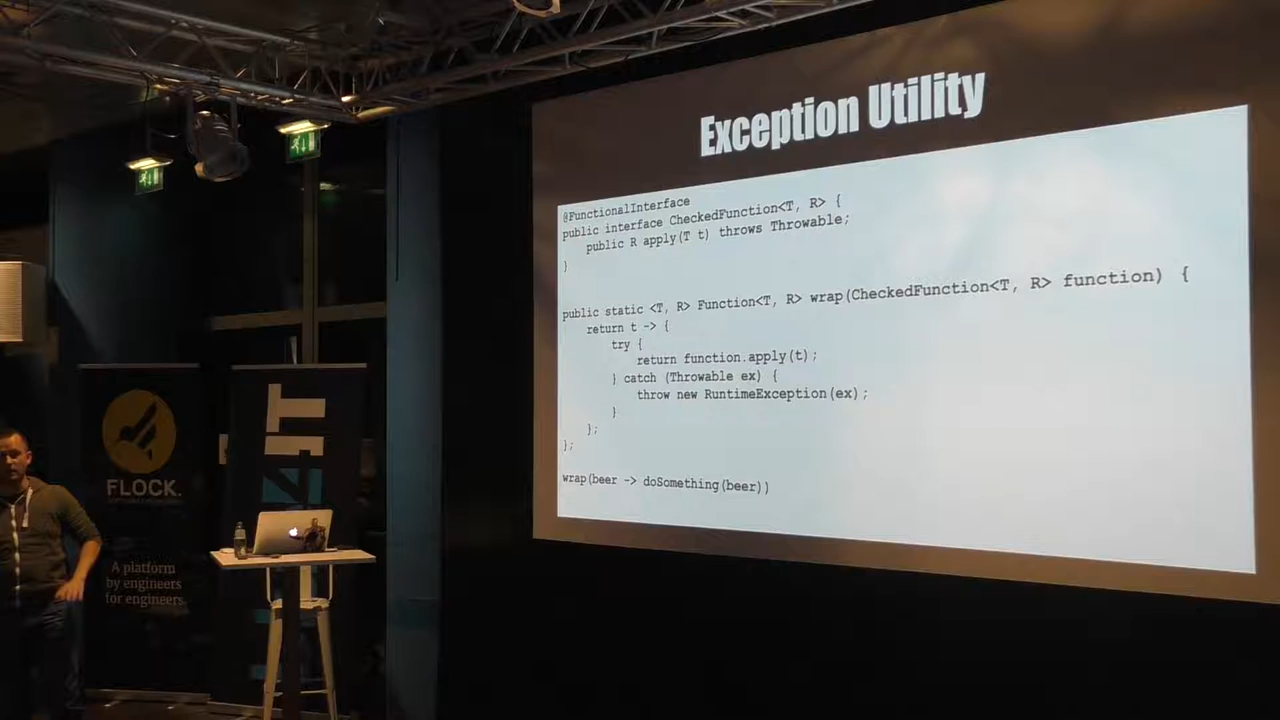 Exception Utility
@FunctionalInterface
public interface CheckedFunction<T, R> {
    public R apply(T t) throws Throwable;
}
public static <T, R> Function<T, R> wrap(CheckedFunction<T, R> function) {
    return t -> {
        try {
            return function.apply(t);
        } catch (Throwable ex) {
            throw new RuntimeException(ex);
        }
    };
};
wrap(beer -> doSomething(beer))
FLOCK.
A platform
by engineers
for engineers.
IT